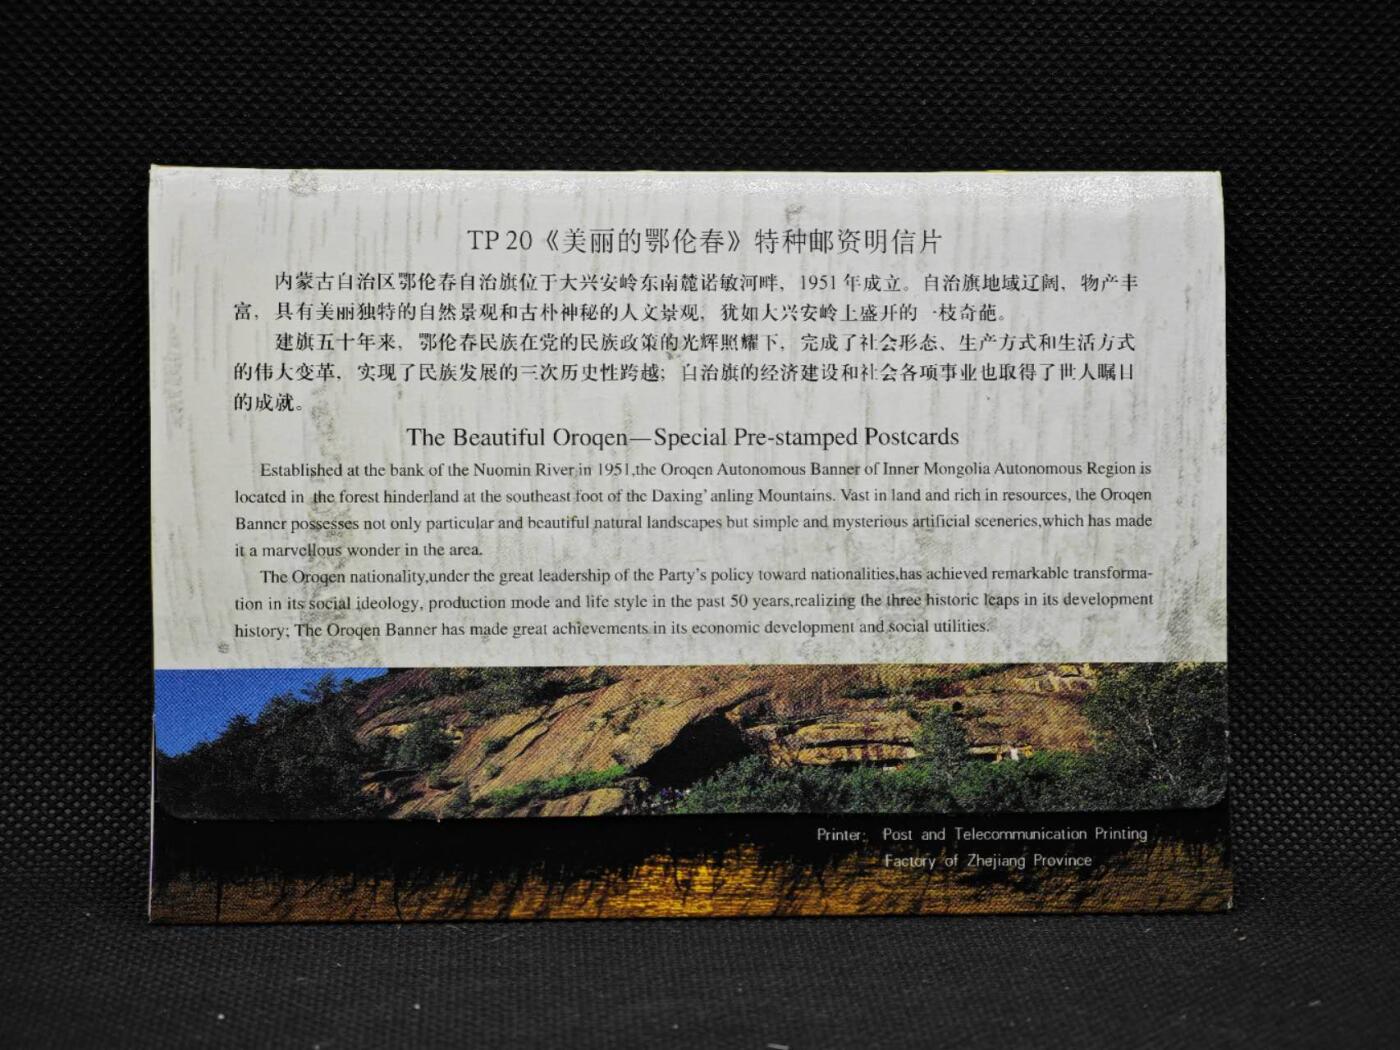 TP 20《美丽的鄂伦春》特种邮资明信片
内蒙古自治区鄂伦春自治旗位于大兴安岭东南麓诺敏河畔，1951 年成立。自治旗地域辽阔，物产丰
富，具有美丽独特的自然景观和古朴神秘的人文景观，犹如大兴安岭上盛开的一枝奇葩。
建旗五十年来，鄂伦春民族在党的民族政策的光辉照耀下，完成了社会形态、生产方式和生活方式
的伟大变革，实现了民族发展的三次历史性跨越；自治旗的经济建设和社会各项事业也取得了世人瞩目
的成就。
The Beautiful Oroqen—Special Pre-stamped Postcards
Established at the bank of the Nuomin River in 1951,the Oroqen Autonomous Banner of Inner Mongolia Autonomous Region is
located in the forest hinderland at the southeast foot of the Daxing' anling Mountains. Vast in land and rich in resources, the Oroqen
Banner possesses not only particular and beautiful natural landscapes but simple and mysterious artificial sceneries,which has made
it a marvellous wonder in the area.
The Oroqen nationality,under the great leadership of the Party's policy toward nationalities,has achieved remarkable transforma-
tion in its social ideology, production mode and life style in the past 50 years,realizing the three historic leaps in its development
history; The Oroqen Banner has made great achievements in its economic development and social utilities.
Printer: Post and Telecommunication Printing
Factory of Zhejiang Province